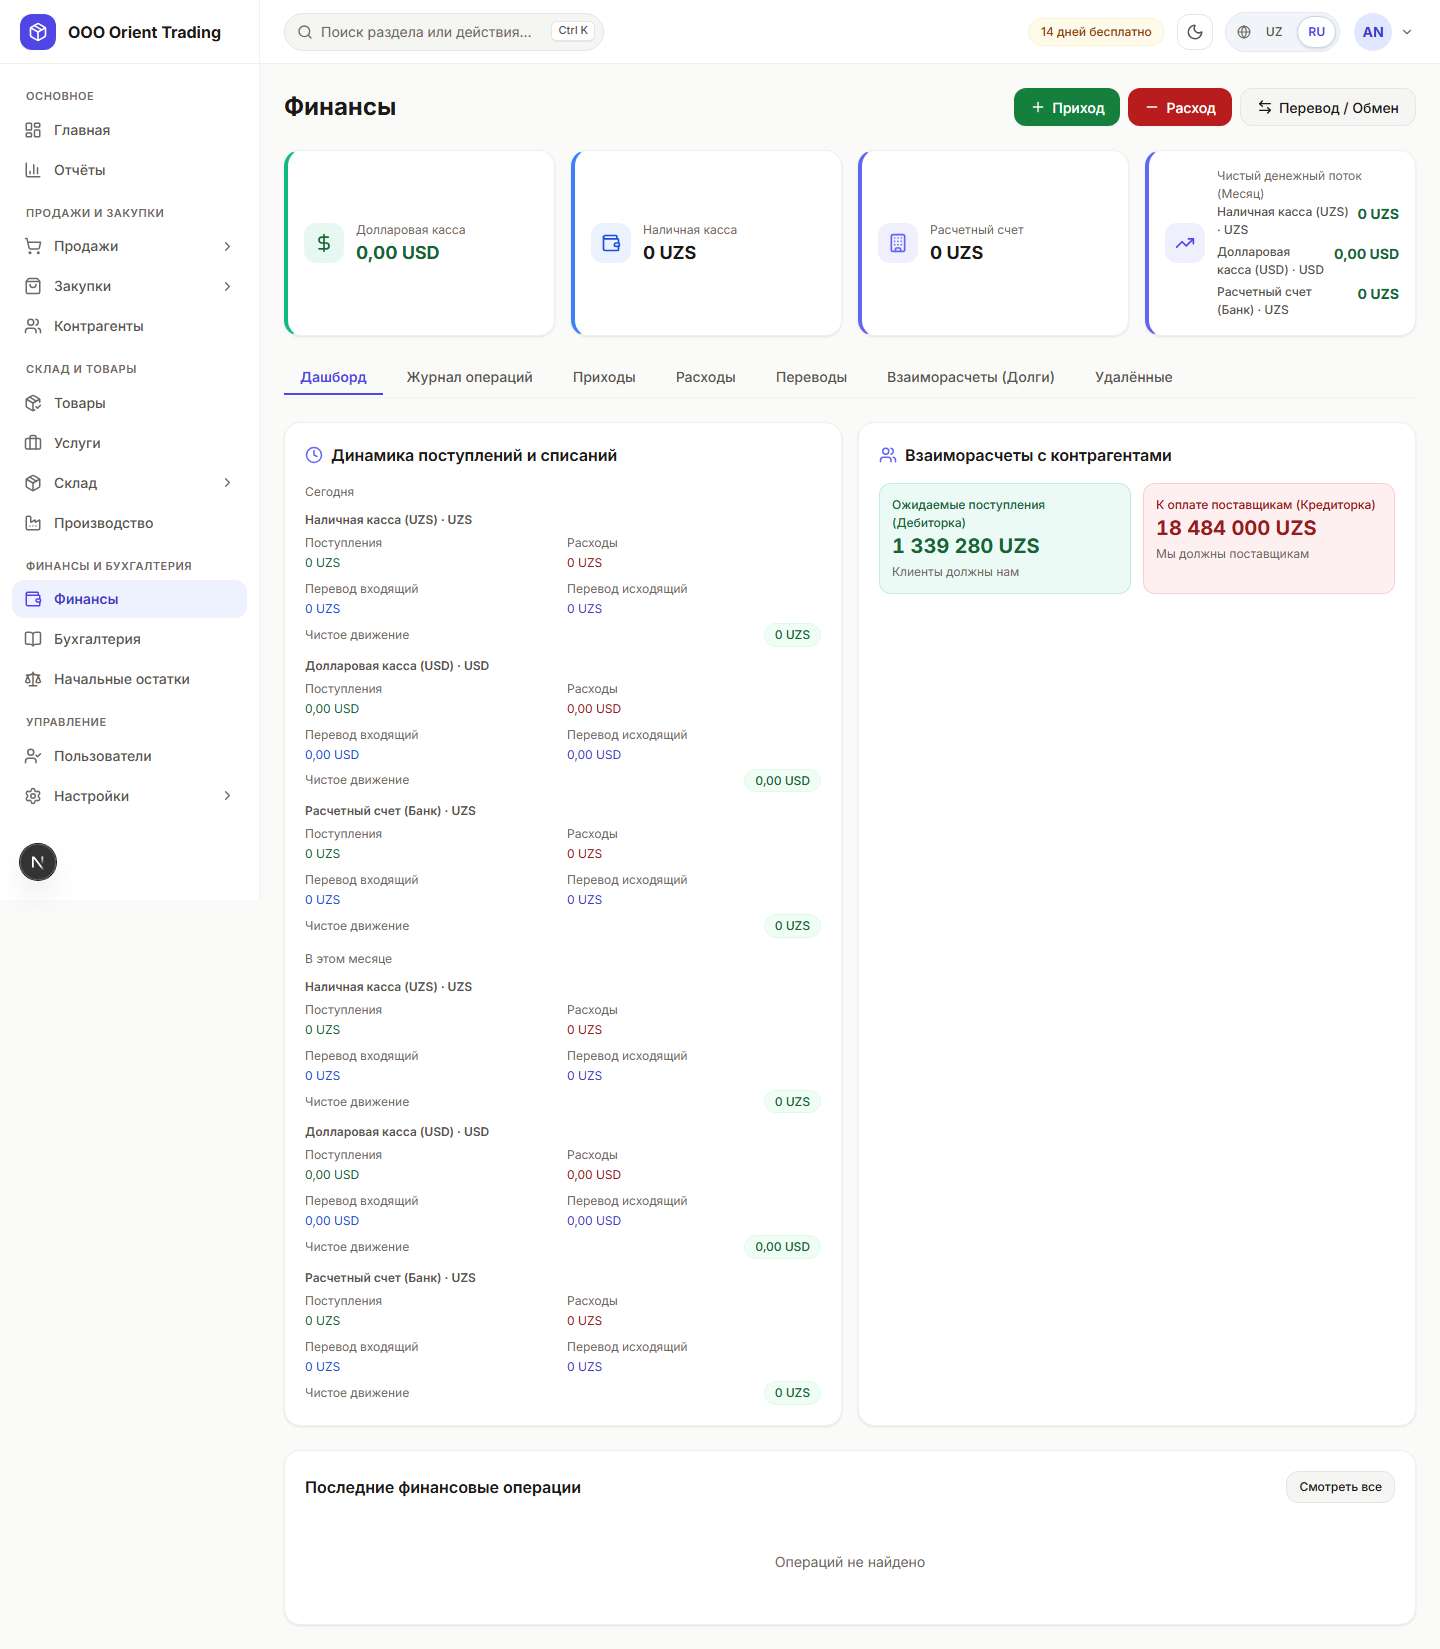 ООО Orient Trading
Поиск раздела или действия...
Ctrl K
14 дней бесплатно
UZ
RU
AN
ОСНОВНОЕ
Главная
Отчёты
ПРОДАЖИ И ЗАКУПКИ
Продажи
Закупки
Контрагенты
СКЛАД И ТОВАРЫ
Товары
Услуги
Склад
Производство
ФИНАНСЫ И БУХГАЛТЕРИЯ
Финансы
Бухгалтерия
Начальные остатки
УПРАВЛЕНИЕ
Пользователи
Настройки
N
Финансы
Приход
Расход
Перевод / Обмен
Долларовая касса
0,00 USD
Наличная касса
0 UZS
Расчетный счет
0 UZS
Чистый денежный поток
(Месяц)
Наличная касса (UZS)
· UZS
0 UZS
Долларовая
касса (USD) · USD
0,00 USD
Расчетный счет
(Банк) · UZS
0 UZS
Дашборд
Журнал операций
Приходы
Расходы
Переводы
Взаиморасчеты (Долги)
Удалённые
Динамика поступлений и списаний
Сегодня
Наличная касса (UZS) · UZS
Поступления
Расходы
0 UZS
0 UZS
Перевод входящий
Перевод исходящий
0 UZS
0 UZS
Чистое движение
0 UZS
Долларовая касса (USD) · USD
Поступления
Расходы
0,00 USD
0,00 USD
Перевод входящий
Перевод исходящий
0,00 USD
0,00 USD
Чистое движение
0,00 USD
Расчетный счет (Банк) · UZS
Поступления
Расходы
0 UZS
0 UZS
Перевод входящий
Перевод исходящий
0 UZS
0 UZS
Чистое движение
0 UZS
В этом месяце
Наличная касса (UZS) · UZS
Поступления
Расходы
0 UZS
0 UZS
Перевод входящий
Перевод исходящий
0 UZS
0 UZS
Чистое движение
0 UZS
Долларовая касса (USD) · USD
Поступления
Расходы
0,00 USD
0,00 USD
Перевод входящий
Перевод исходящий
0,00 USD
0,00 USD
Чистое движение
0,00 USD
Расчетный счет (Банк) · UZS
Поступления
Расходы
0 UZS
0 UZS
Перевод входящий
Перевод исходящий
0 UZS
0 UZS
Чистое движение
0 UZS
Взаиморасчеты с контрагентами
Ожидаемые поступления
(Дебиторка)
1 339 280 UZS
Клиенты должны нам
К оплате поставщикам (Кредиторка)
18 484 000 UZS
Мы должны поставщикам
Последние финансовые операции
Смотреть все
Операций не найдено